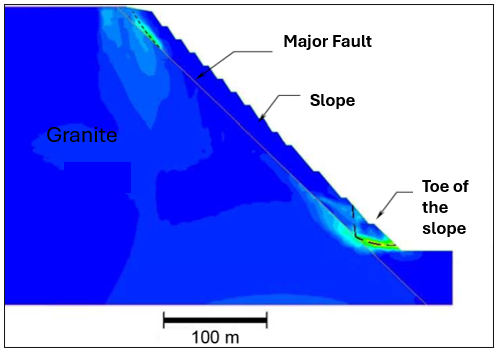 Major Fault
Slope
Granite
Toe of
the
slope
100 m